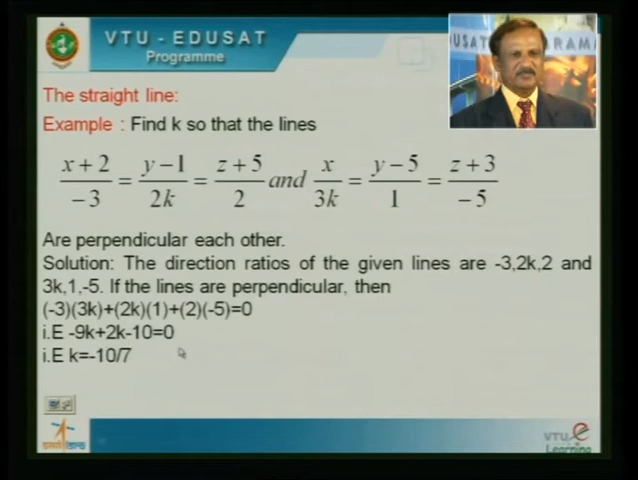 VTU - EDUSAT
Programme
The straight line:
Example : Find k so that the lines
x+2/-3 = y-1/2k = z+5/2 and x/3k = y-5/1 = z+3/-5
Are perpendicular each other.
Solution: The direction ratios of the given lines are -3,2k,2 and
3k,1,-5. If the lines are perpendicular, then
(-3)(3k)+(2k)(1)+(2)(-5)=0
i.E -9k+2k-10=0
i.E k=-10/7
VTU e
Learning